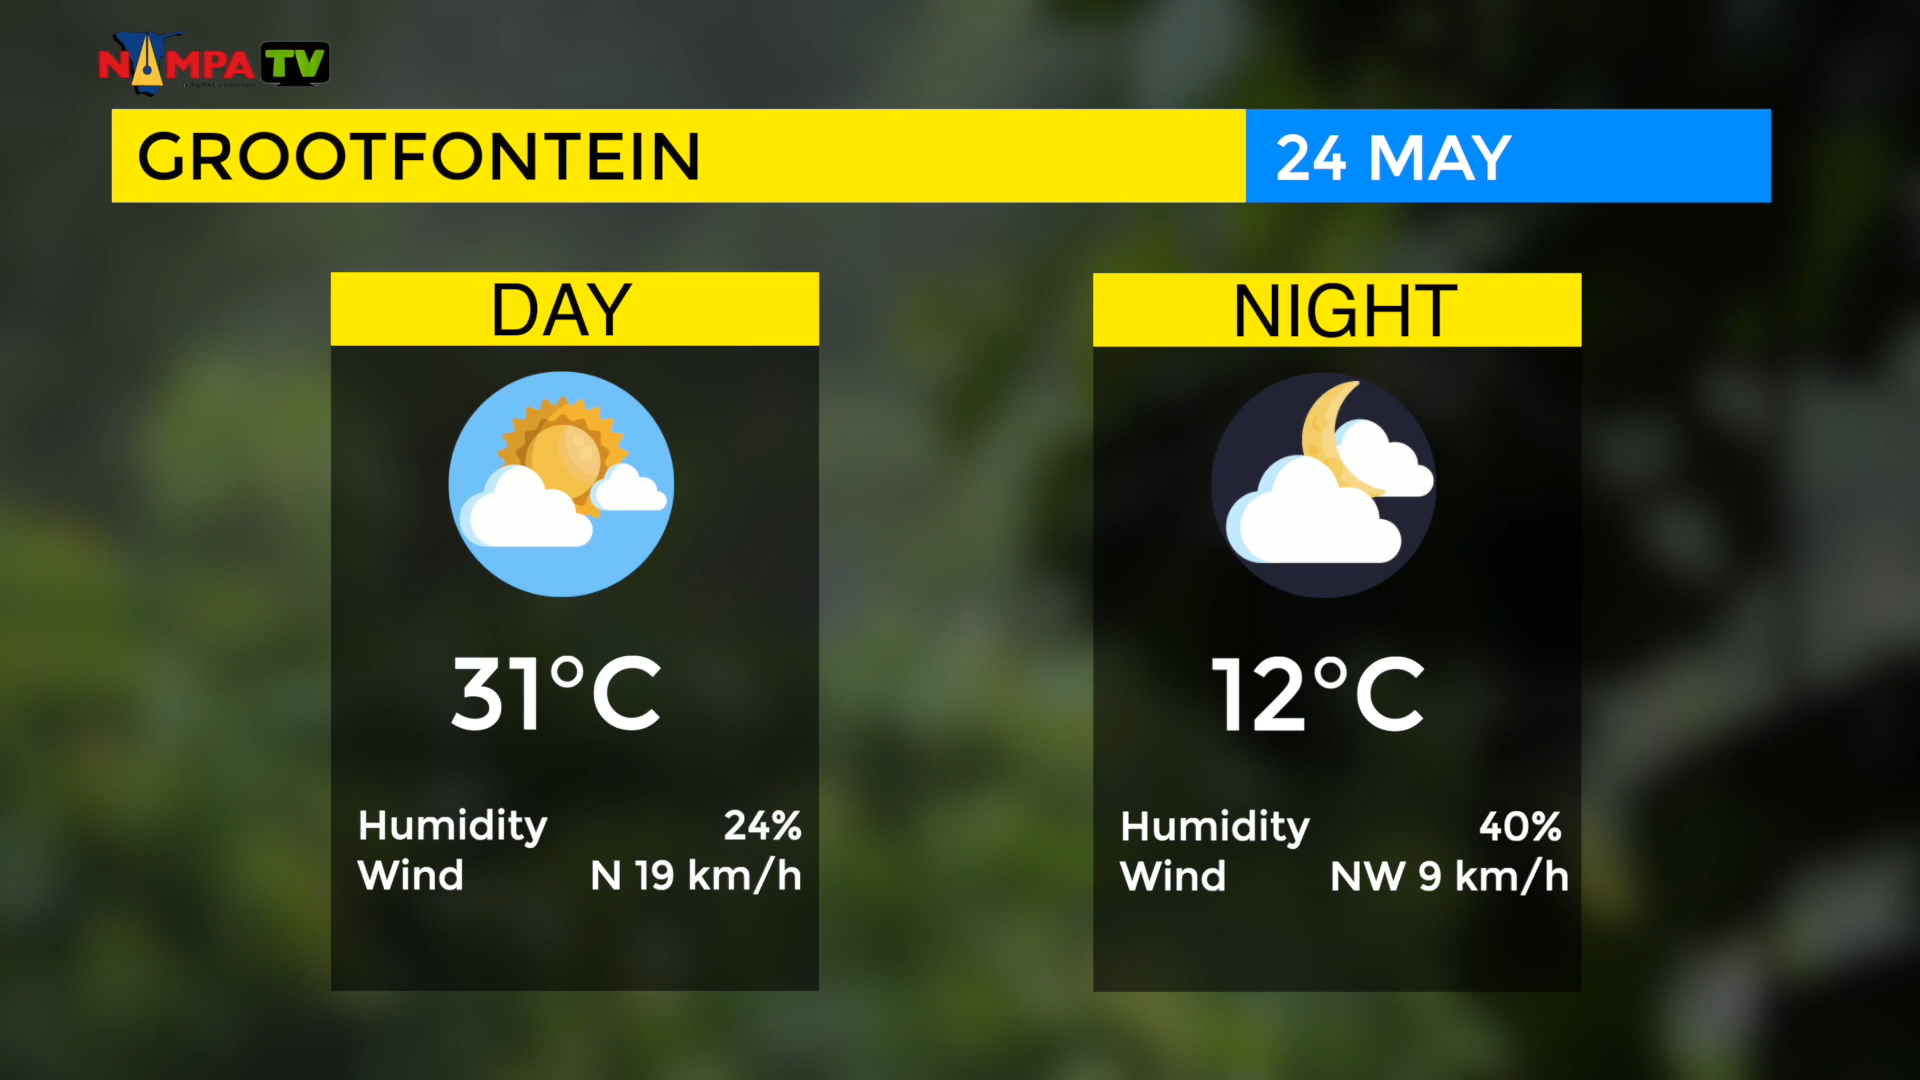 NAMPA TV
GROOTFONTEIN
24 MAY
DAY
31°C
Humidity 24%
Wind N 19 km/h
NIGHT
12°C
Humidity 40%
Wind NW 9 km/h